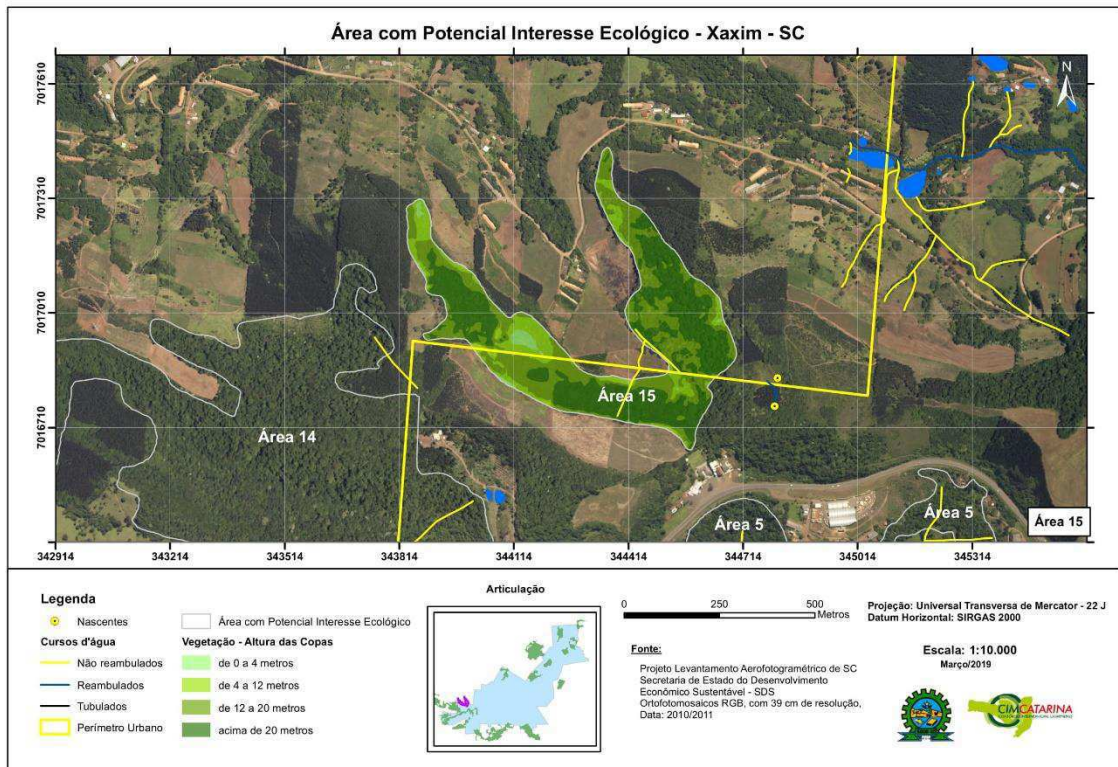 Área com Potencial Interesse Ecológico - Xaxim - SC
N
7017610
7017310
7017010
7016710
Área 15
Área 14
Área 5
Área 5
Área 15
342914
343214
343514
343814
344114
344414
344714
345014
345314
Legenda
Nascentes
Cursos d'água
Não reambulados
Reambulados
Tubulados
Perímetro Urbano
Área com Potencial Interesse Ecológico
Vegetação - Altura das Copas
de 0 a 4 metros
de 4 a 12 metros
de 12 a 20 metros
acima de 20 metros
Articulação
0 250 500
Metros
Fonte:
Projeto Levantamento Aerofotogramétrico de SC
Secretaria de Estado do Desenvolvimento
Econômico Sustentável - SDS
Ortofotomosaicos RGB, com 39 cm de resolução,
Data: 2010/2011
Projeção: Universal Transversa de Mercator - 22 J
Datum Horizontal: SIRGAS 2000
Escala: 1:10.000
Março/2019
CIMCATARINA